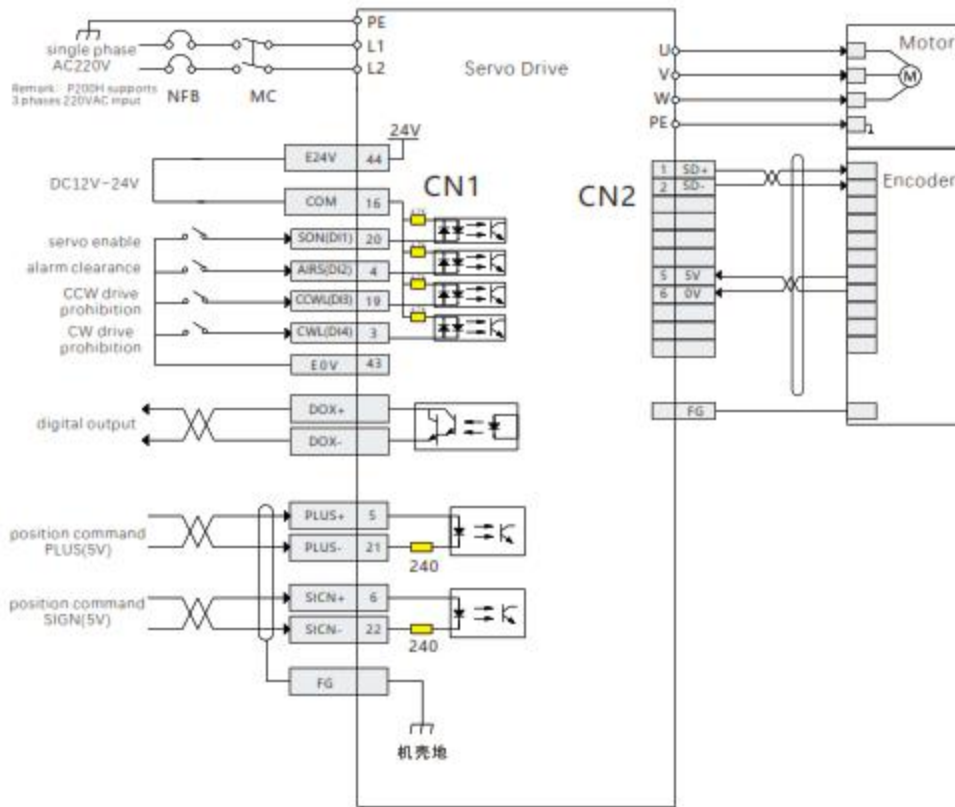 PE
single phase
AC220V
L1
L2
Remark: P200H supports
3 phases 220VAC input
NFB
MC
Servo Drive
U
V
W
PE
Motor
M
24V
E24V 44
DC12V-24V
COM 16
CN1
servo enable
SON(DI1) 20
alarm clearance
AIRS(DI2) 4
CCW drive
prohibition
CCWL(DI3) 19
CW drive
prohibition
CWL(DI4) 3
E0V 43
CN2
1 SD+
2 SD-
5 5V
6 0V
FG
Encoder
digital output
DOX+
DOX-
position command
PLUS(5V)
PLUS+ 5
PLUS- 21
240
position command
SIGN(5V)
SICN+ 6
SICN- 22
240
FG
机壳地